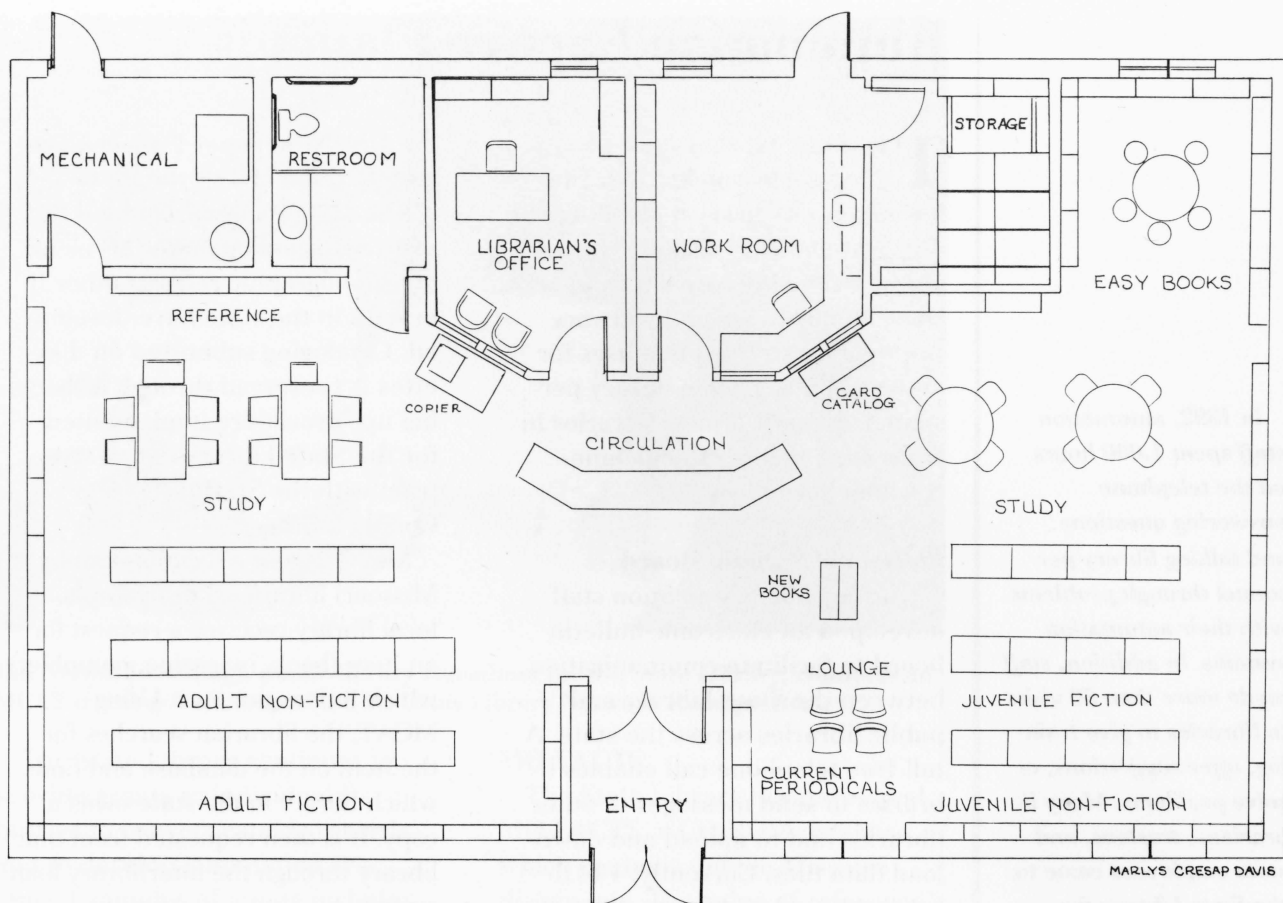 MECHANICAL
RESTROOM
LIBRARIAN'S
OFFICE
WORK ROOM
STORAGE
EASY BOOKS
REFERENCE
COPIER
CARD
CATALOG
CIRCULATION
STUDY
STUDY
NEW
BOOKS
LOUNGE
ADULT NON-FICTION
JUVENILE FICTION
CURRENT
PERIODICALS
ADULT FICTION
ENTRY
JUVENILE NON-FICTION
MARLYS CRESAP DAVIS